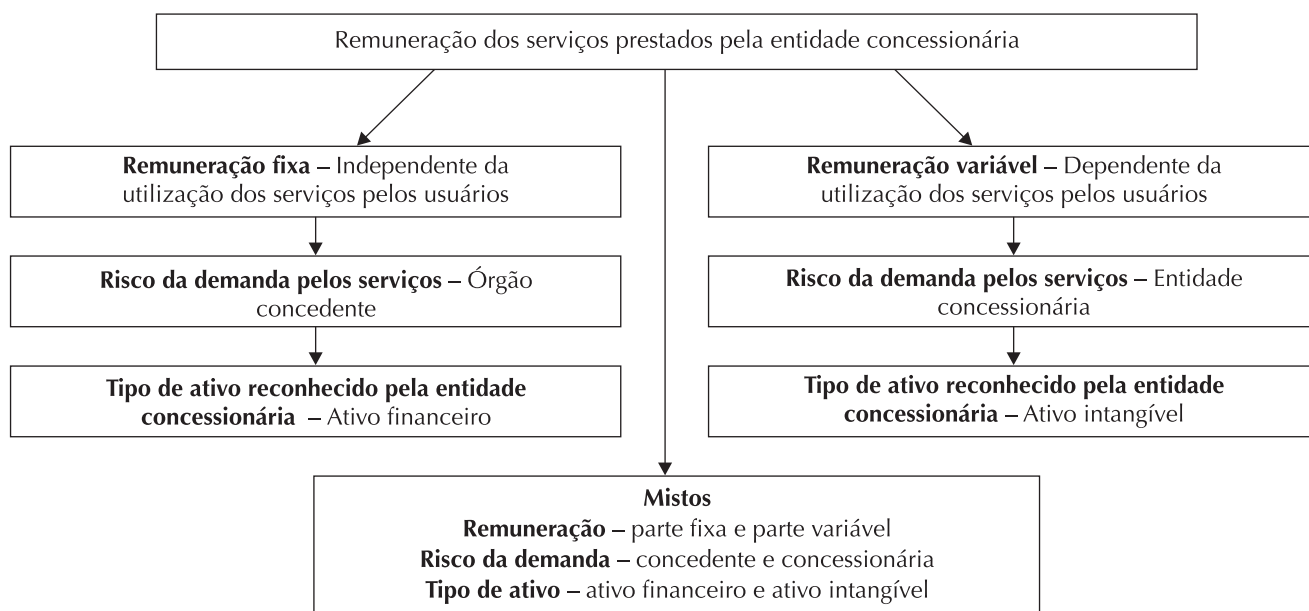 Remuneração dos serviços prestados pela entidade concessionária
Remuneração fixa – Independente da
utilização dos serviços pelos usuários
Risco da demanda pelos serviços – Órgão
concedente
Tipo de ativo reconhecido pela entidade
concessionária – Ativo financeiro
Remuneração variável – Dependente da
utilização dos serviços pelos usuários
Risco da demanda pelos serviços – Entidade
concessionária
Tipo de ativo reconhecido pela entidade
concessionária – Ativo intangível
Mistos
Remuneração – parte fixa e parte variável
Risco da demanda – concedente e concessionária
Tipo de ativo – ativo financeiro e ativo intangível